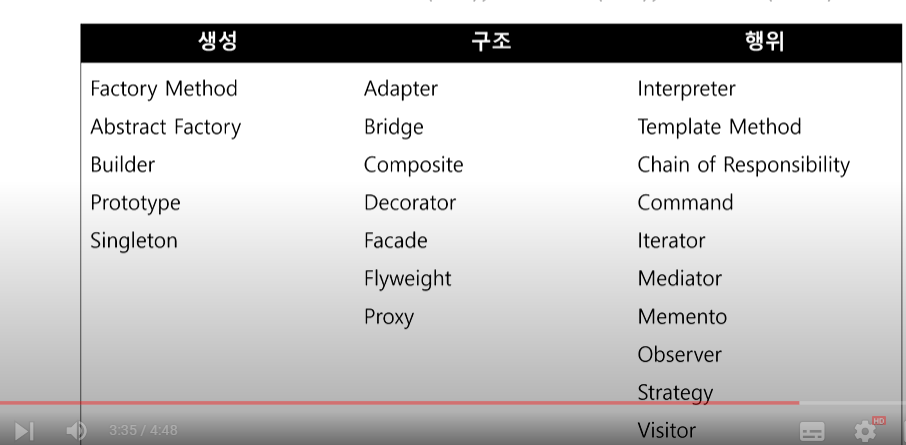 생성 구조 행위
Factory Method Adapter Interpreter
Abstract Factory Bridge Template Method
Builder Composite Chain of Responsibility
Prototype Decorator Command
Singleton Facade Iterator
Flyweight Mediator
Proxy Memento
Observer
Strategy
Visitor
3:35 / 4:48
HD